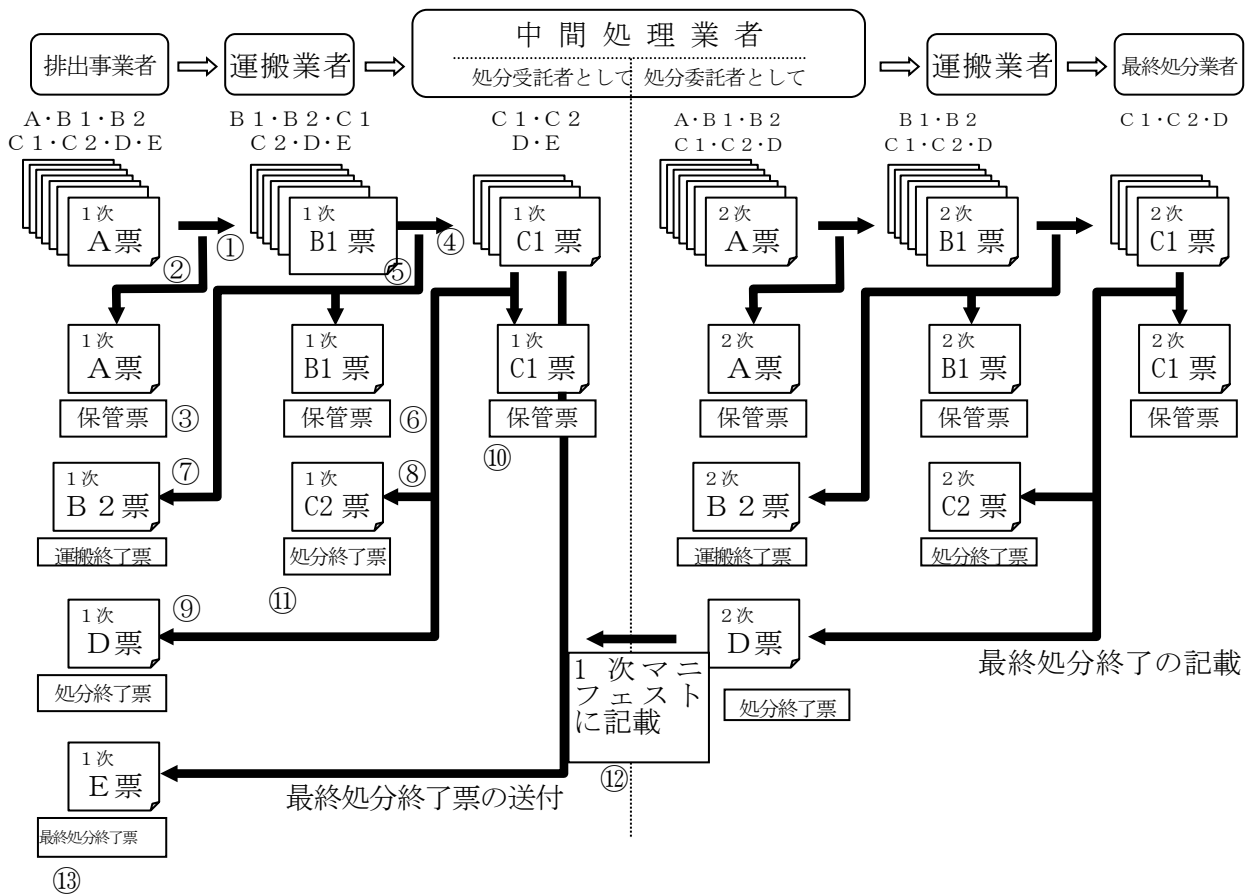 中間処理業者
排出事業者
運搬業者
処分受託者として
処分委託者として
運搬業者
最終処分業者
A・B1・B2
C1・C2・D・E
B1・B2・C1
C2・D・E
C1・C2
D・E
A・B1・B2
C1・C2・D
B1・B2
C1・C2・D
C1・C2・D
1次
A票
①
②
1次
B1票
④
⑤
1次
C1票
2次
A票
2次
B1票
2次
C1票
1次
A票
1次
B1票
1次
C1票
2次
A票
2次
B1票
2次
C1票
保管票
③
保管票
⑥
保管票
保管票
保管票
保管票
⑩
1次
B2票
⑦
1次
C2票
⑧
2次
B2票
2次
C2票
運搬終了票
処分終了票
運搬終了票
処分終了票
⑪
1次
D票
⑨
2次
D票
処分終了票
1次マニ
フェスト
に記載
処分終了票
最終処分終了の記載
1次
E票
⑫
最終処分終了票の送付
最終処分終了票
⑬